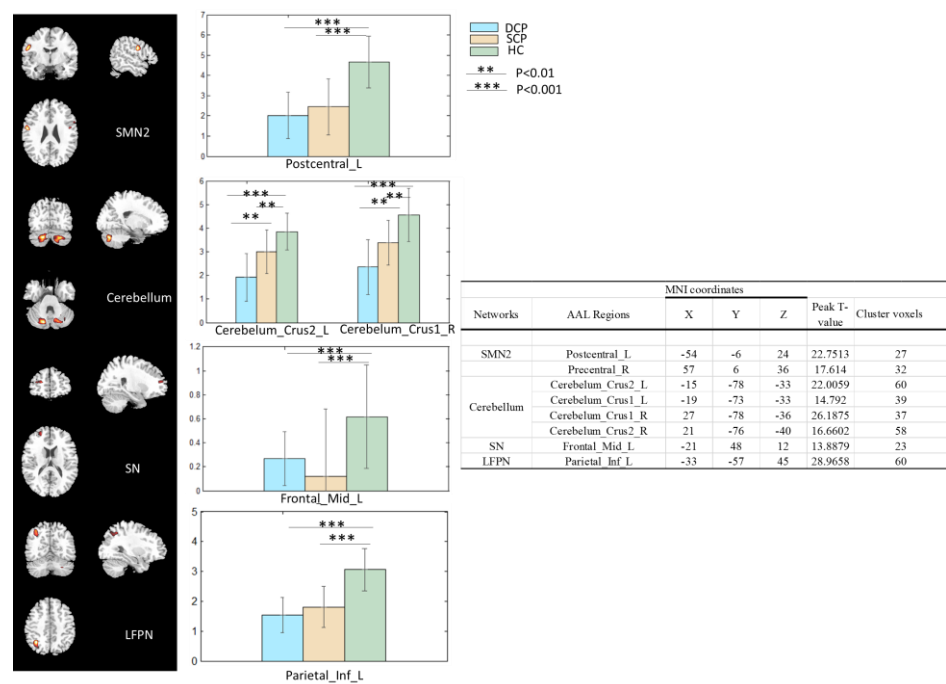 SMN2
Cerebellum
SN
LFPN
7
6
5
4
3
2
1
0
***
***
Postcentral_L
6
5
4
3
2
1
0
***
**
**
***
**
**
Cerebelum_Crus2_L
Cerebelum_Crus1_R
1.2
1
0.8
0.6
0.4
0.2
0
***
***
Frontal_Mid_L
5
4
3
2
1
0
***
***
Parietal_Inf_L
DCP
SCP
HC
** P<0.01
*** P<0.001
MNI coordinates
Networks AAL Regions X Y Z Peak T-value Cluster voxels
SMN2 Postcentral_L -54 -6 24 22.7513 27
Precentral_R 57 6 36 17.614 32
Cerebellum Cerebelum_Crus2_L -15 -78 -33 22.0059 60
Cerebelum_Crus1_L -19 -73 -33 14.792 39
Cerebelum_Crus1_R 27 -78 -36 26.1875 37
Cerebelum_Crus2_R 21 -76 -40 16.6602 58
SN Frontal_Mid_L -21 48 12 13.8879 23
LFPN Parietal_Inf_L -33 -57 45 28.9658 60